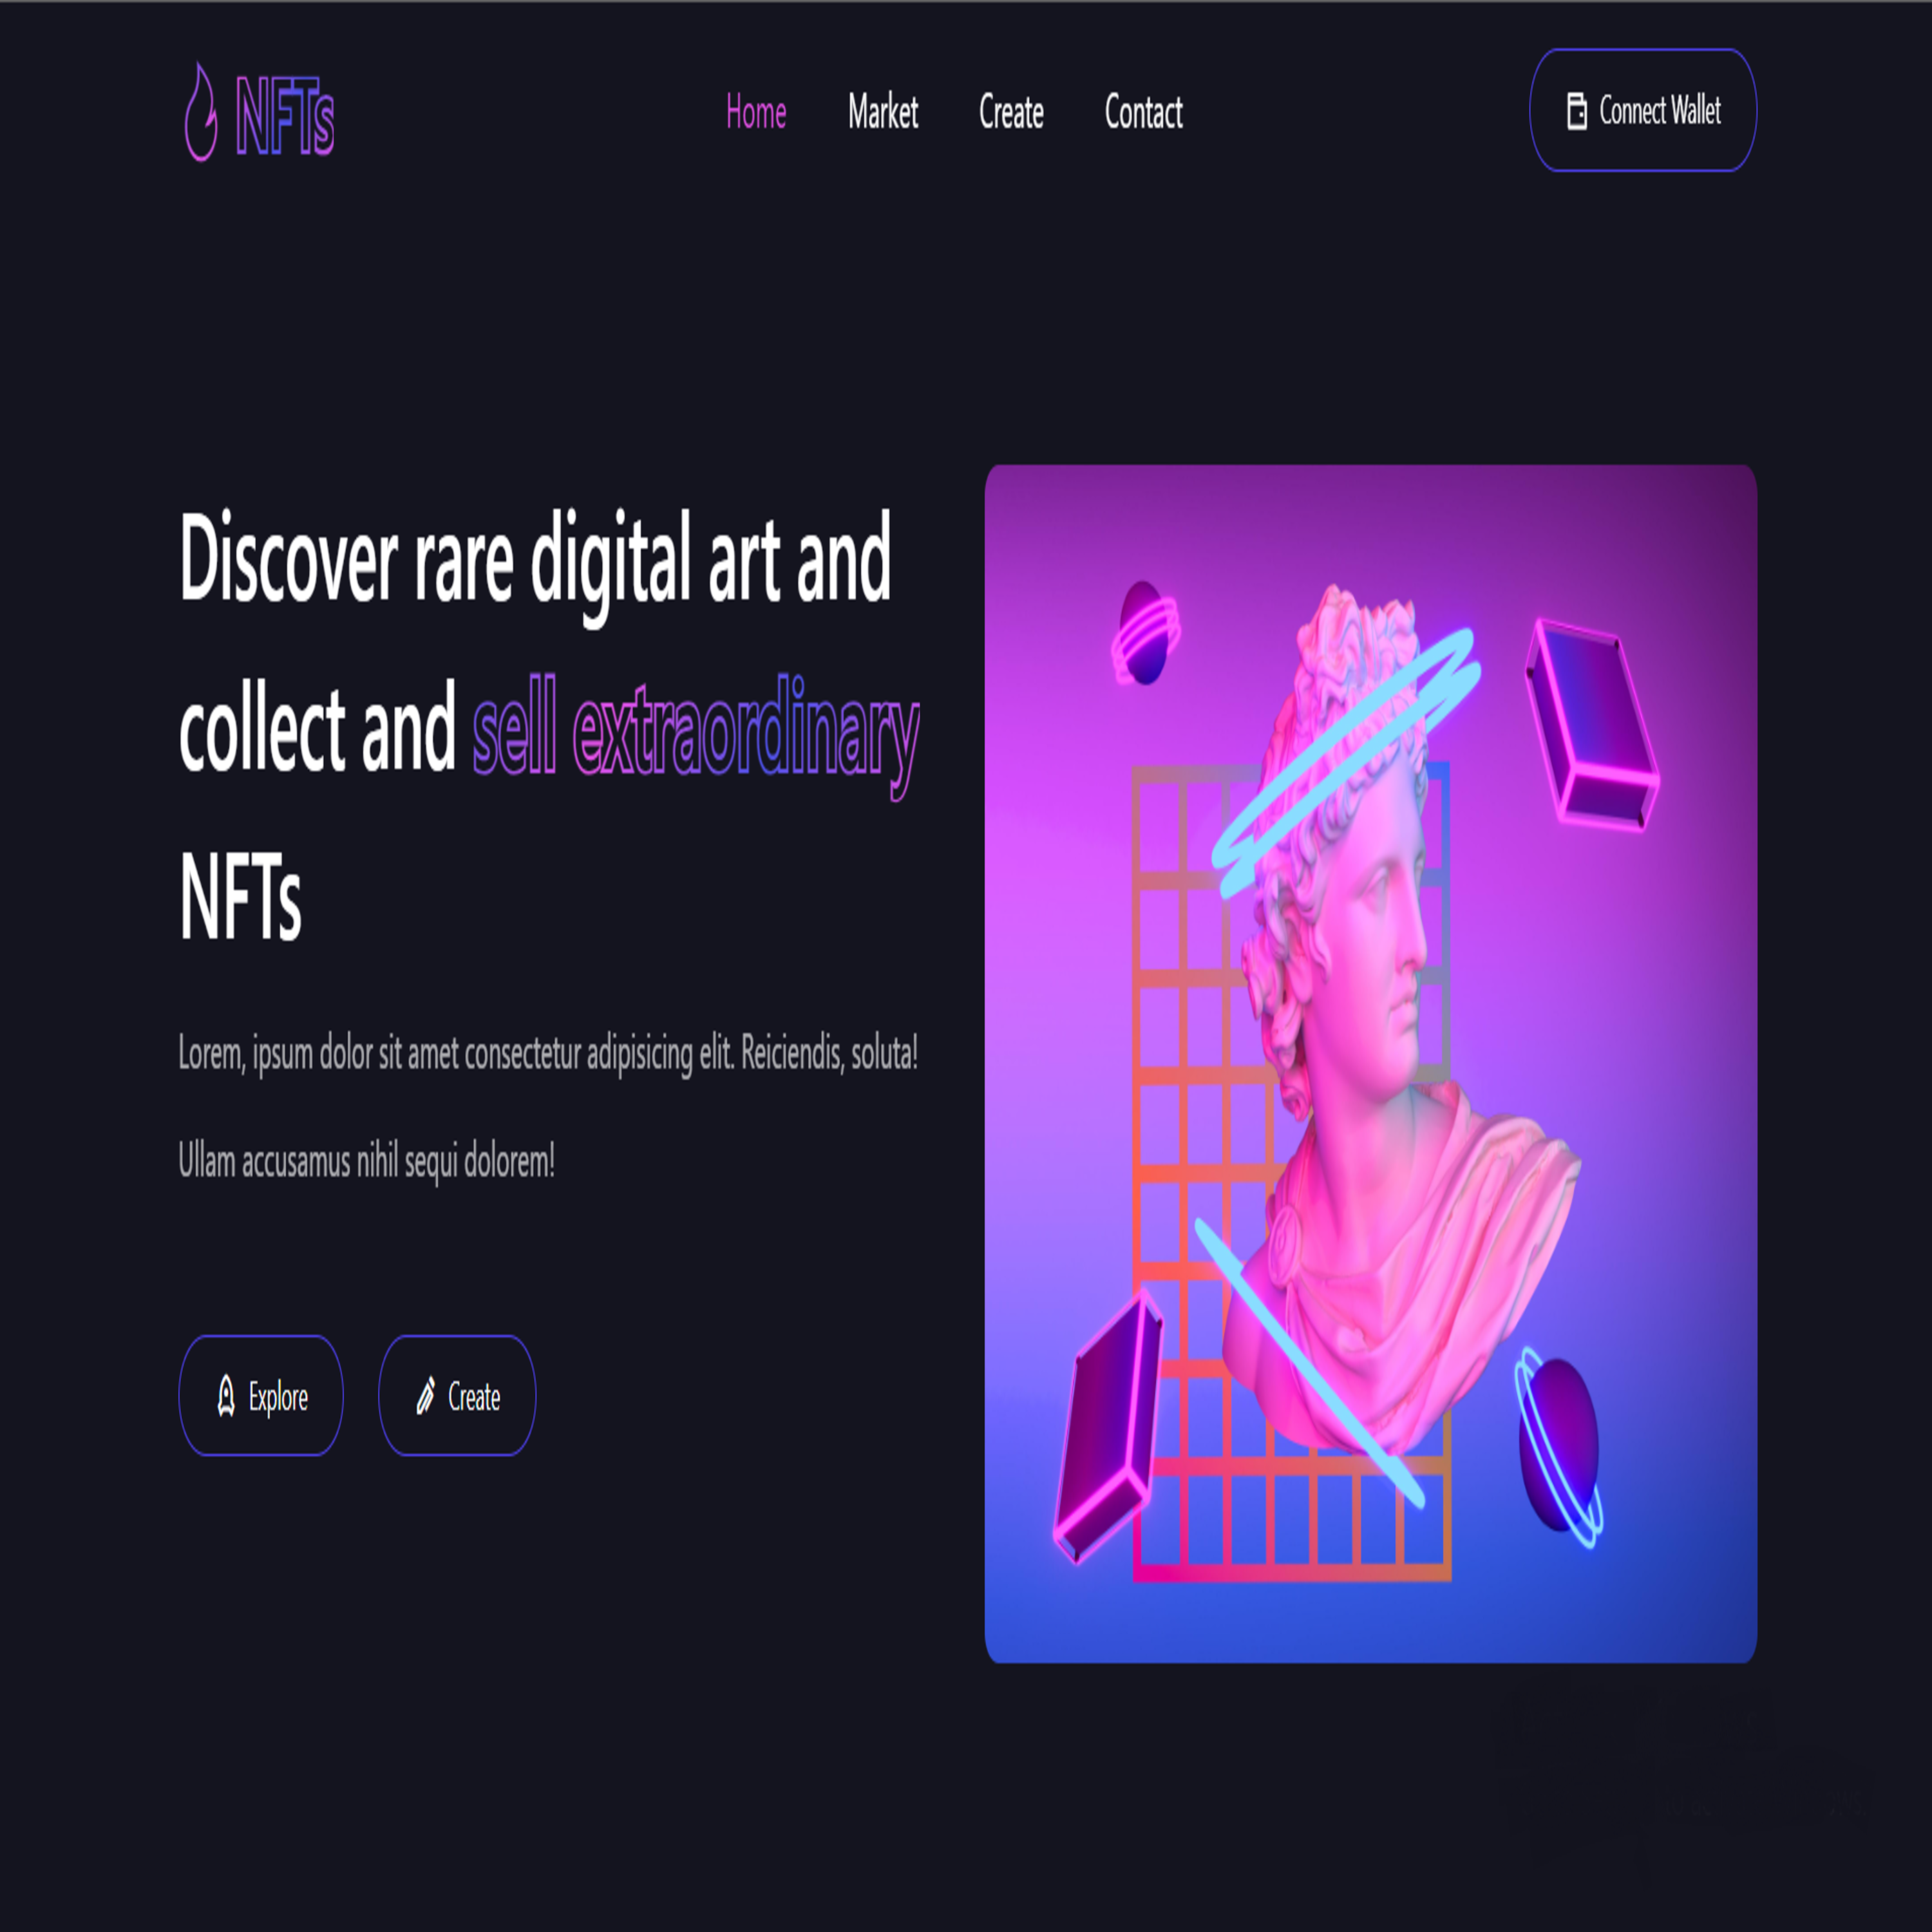 NFTs
Home
Market
Create
Contact
Connect Wallet
Discover rare digital art and
collect and sell extraordinary
NFTs
Lorem, ipsum dolor sit amet consectetur adipisicing elit. Reiciendis, soluta!
Ullam accusamus nihil sequi dolorem!
Explore
Create